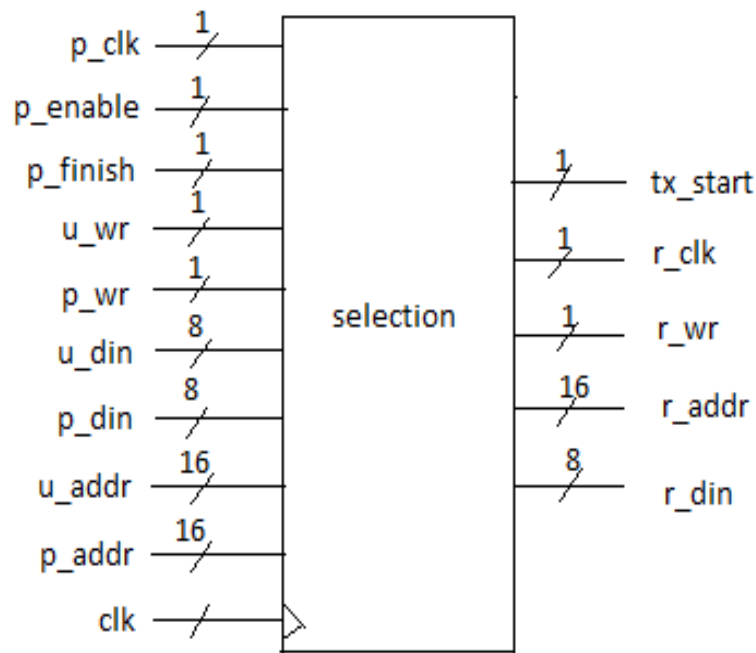 1
p_clk
1
p_enable
1
p_finish
1
u_wr
1
p_wr
8
u_din
8
p_din
16
u_addr
16
p_addr
clk
selection
1
tx_start
1
r_clk
1
r_wr
16
r_addr
8
r_din